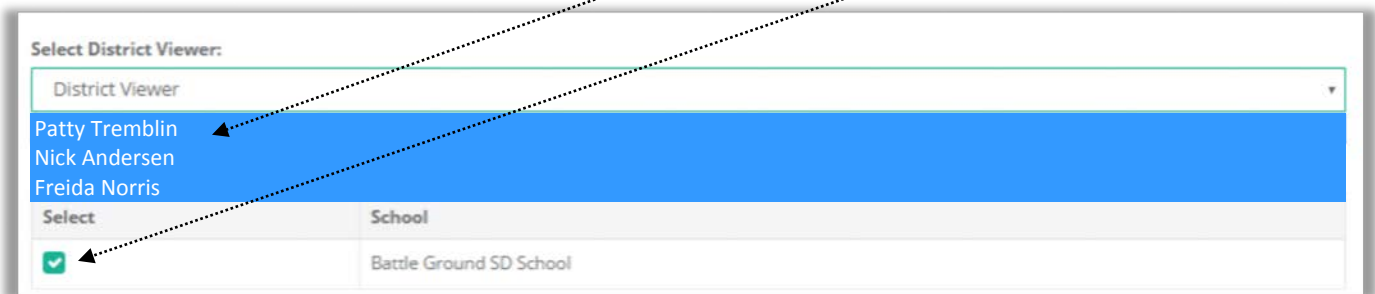 Select District Viewer:
District Viewer
Patty Tremblin
Nick Andersen
Freida Norris
Select School
Battle Ground SD School